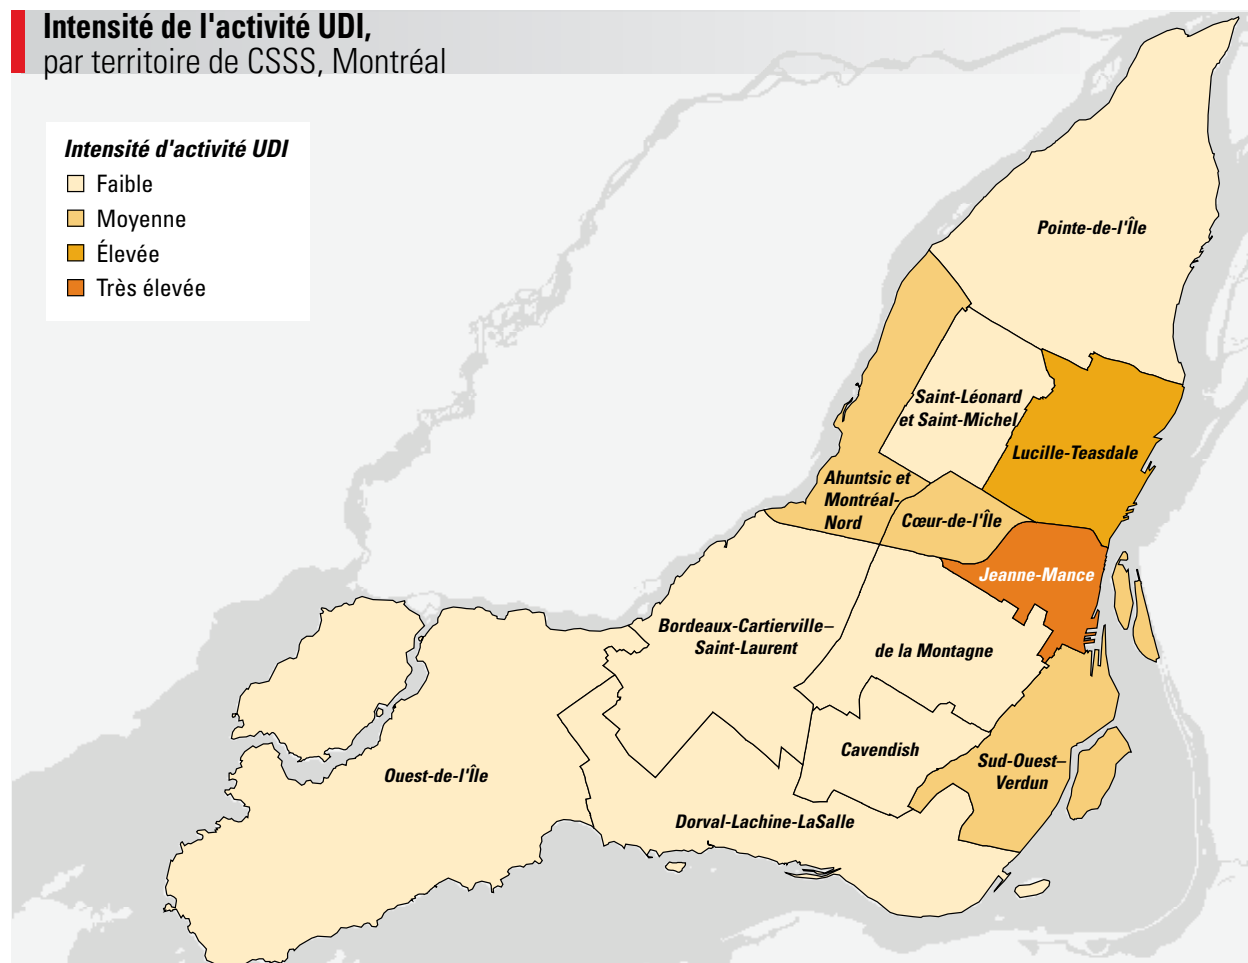 Intensité de l'activité UDI,
par territoire de CSSS, Montréal
Intensité d'activité UDI
Faible
Moyenne
Élevée
Très élevée
Pointe-de-l'Île
Saint-Léonard
et Saint-Michel
Lucille-Teasdale
Ahuntsic et
Montréal-
Nord
Cœur-de-l'Île
Jeanne-Mance
Bordeaux-Cartierville–
Saint-Laurent
de la Montagne
Cavendish
Sud-Ouest–
Verdun
Ouest-de-l'Île
Dorval-Lachine-LaSalle